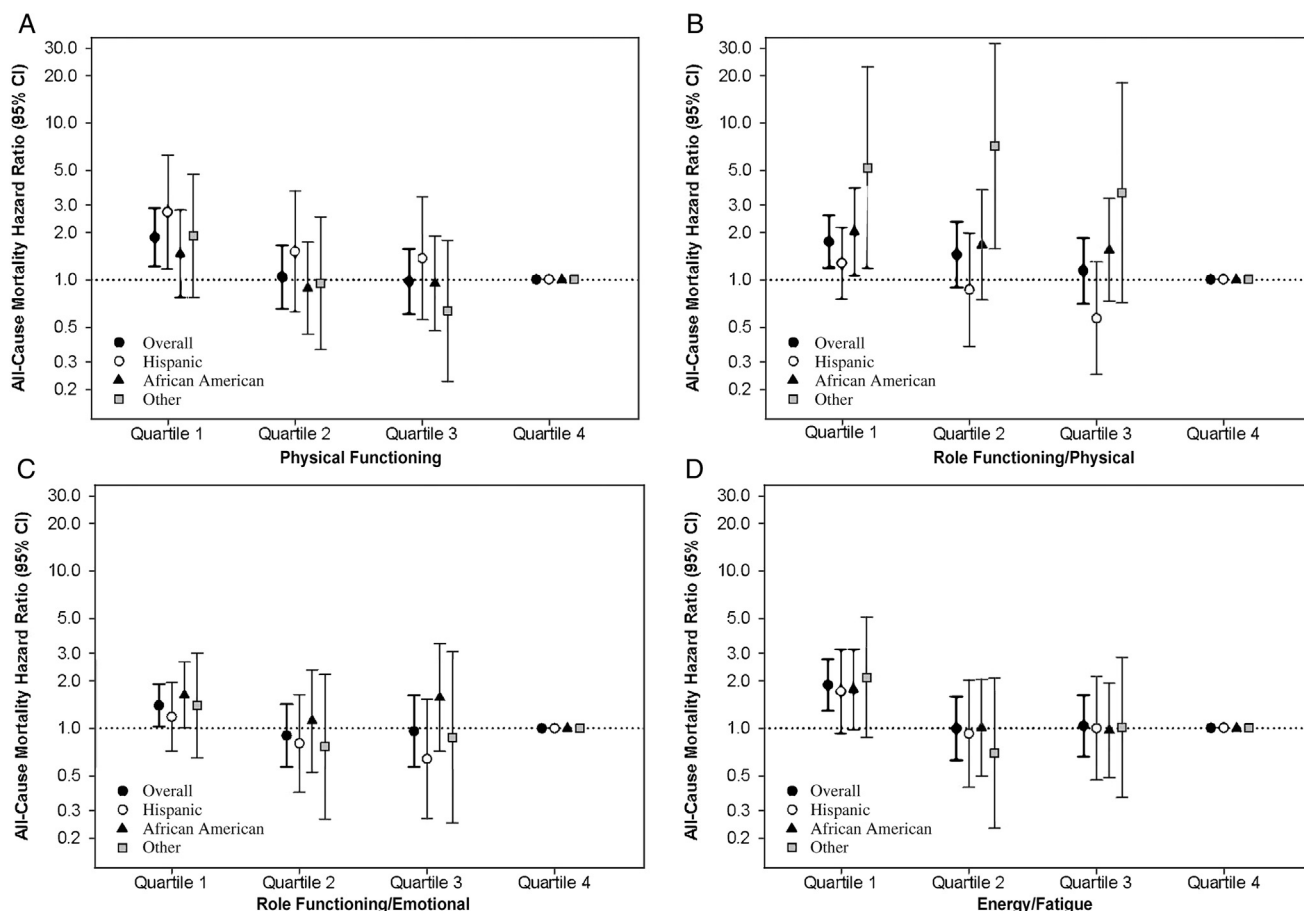 A
All-Cause Mortality Hazard Ratio (95% CI)
30.0
20.0
10.0
5.0
3.0
2.0
1.0
0.5
0.3
0.2
Overall
Hispanic
African American
Other
Quartile 1 Quartile 2 Quartile 3 Quartile 4
Physical Functioning
B
All-Cause Mortality Hazard Ratio (95% CI)
30.0
20.0
10.0
5.0
3.0
2.0
1.0
0.5
0.3
0.2
Overall
Hispanic
African American
Other
Quartile 1 Quartile 2 Quartile 3 Quartile 4
Role Functioning/Physical
C
All-Cause Mortality Hazard Ratio (95% CI)
30.0
20.0
10.0
5.0
3.0
2.0
1.0
0.5
0.3
0.2
Overall
Hispanic
African American
Other
Quartile 1 Quartile 2 Quartile 3 Quartile 4
Role Functioning/Emotional
D
All-Cause Mortality Hazard Ratio (95% CI)
30.0
20.0
10.0
5.0
3.0
2.0
1.0
0.5
0.3
0.2
Overall
Hispanic
African American
Other
Quartile 1 Quartile 2 Quartile 3 Quartile 4
Energy/Fatigue